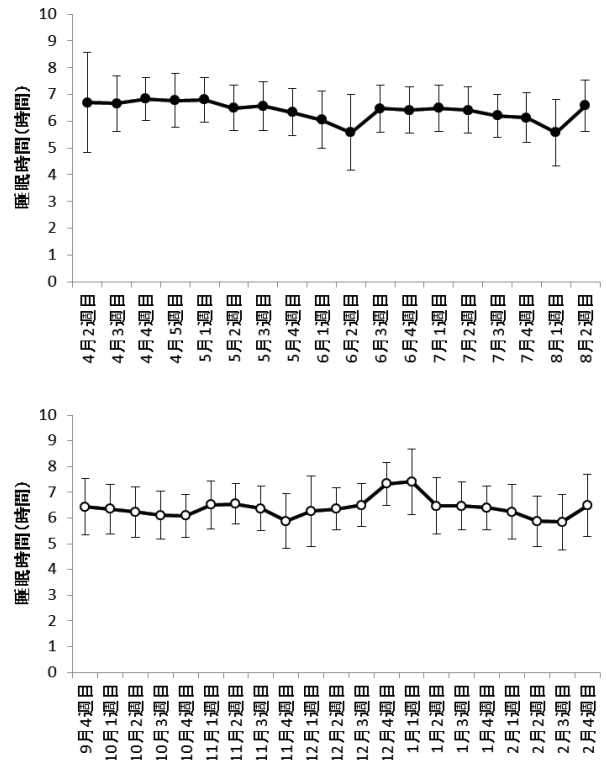 10
9
8
7
6
5
4
3
2
1
0
睡眠時間(時間)
4月2週目
4月3週目
4月4週目
4月5週目
5月1週目
5月2週目
5月3週目
5月4週目
6月1週目
6月2週目
6月3週目
6月4週目
7月1週目
7月2週目
7月3週目
7月4週目
8月1週目
8月2週目
10
9
8
7
6
5
4
3
2
1
0
睡眠時間(時間)
9月4週目
10月1週目
10月2週目
10月3週目
10月4週目
11月1週目
11月2週目
11月3週目
11月4週目
12月1週目
12月2週目
12月3週目
12月4週目
1月1週目
1月2週目
1月3週目
1月4週目
2月1週目
2月2週目
2月3週目
2月4週目